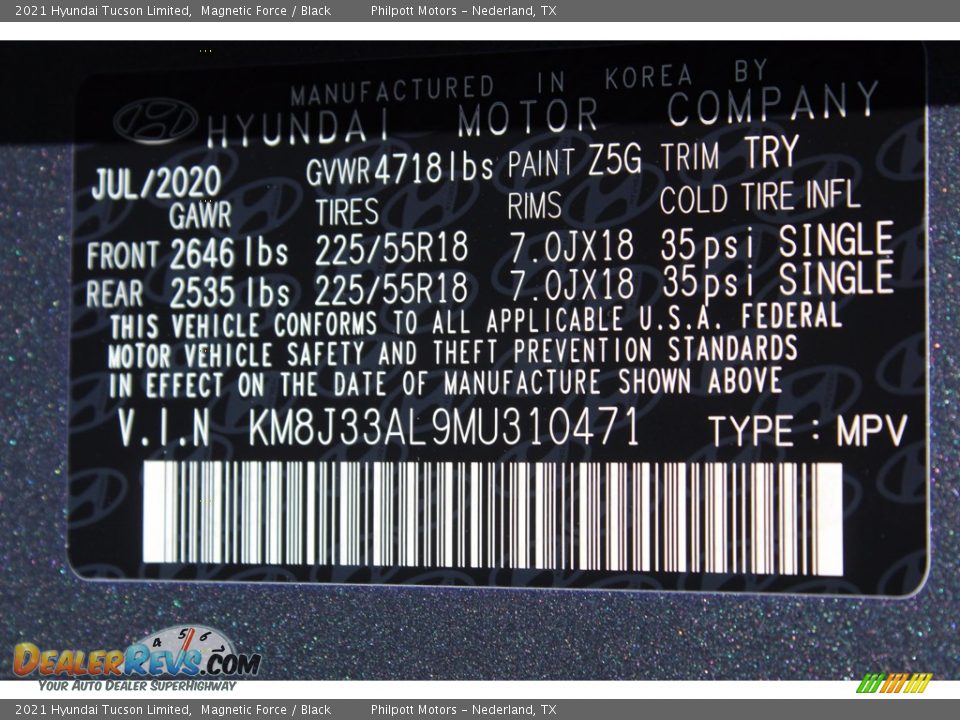 2021 Hyundai Tucson Limited, Magnetic Force / Black Philpott Motors - Nederland, TX
MANUFACTURED IN KOREA BY
HYUNDAI MOTOR COMPANY
JUL/2020 GVWR 4718 lbs PAINT Z5G TRIM TRY
GAWR TIRES RIMS COLD TIRE INFL
FRONT 2646 lbs 225/55R18 7.0JX18 35psi SINGLE
REAR 2535 lbs 225/55R18 7.0JX18 35psi SINGLE
THIS VEHICLE CONFORMS TO ALL APPLICABLE U.S.A. FEDERAL
MOTOR VEHICLE SAFETY AND THEFT PREVENTION STANDARDS
IN EFFECT ON THE DATE OF MANUFACTURE SHOWN ABOVE
V.I.N KM8J33AL9MU310471 TYPE : MPV
4 5 6
DEALERREVS.COM
YOUR AUTO DEALER SUPERHIGHWAY
2021 Hyundai Tucson Limited, Magnetic Force / Black Philpott Motors - Nederland, TX